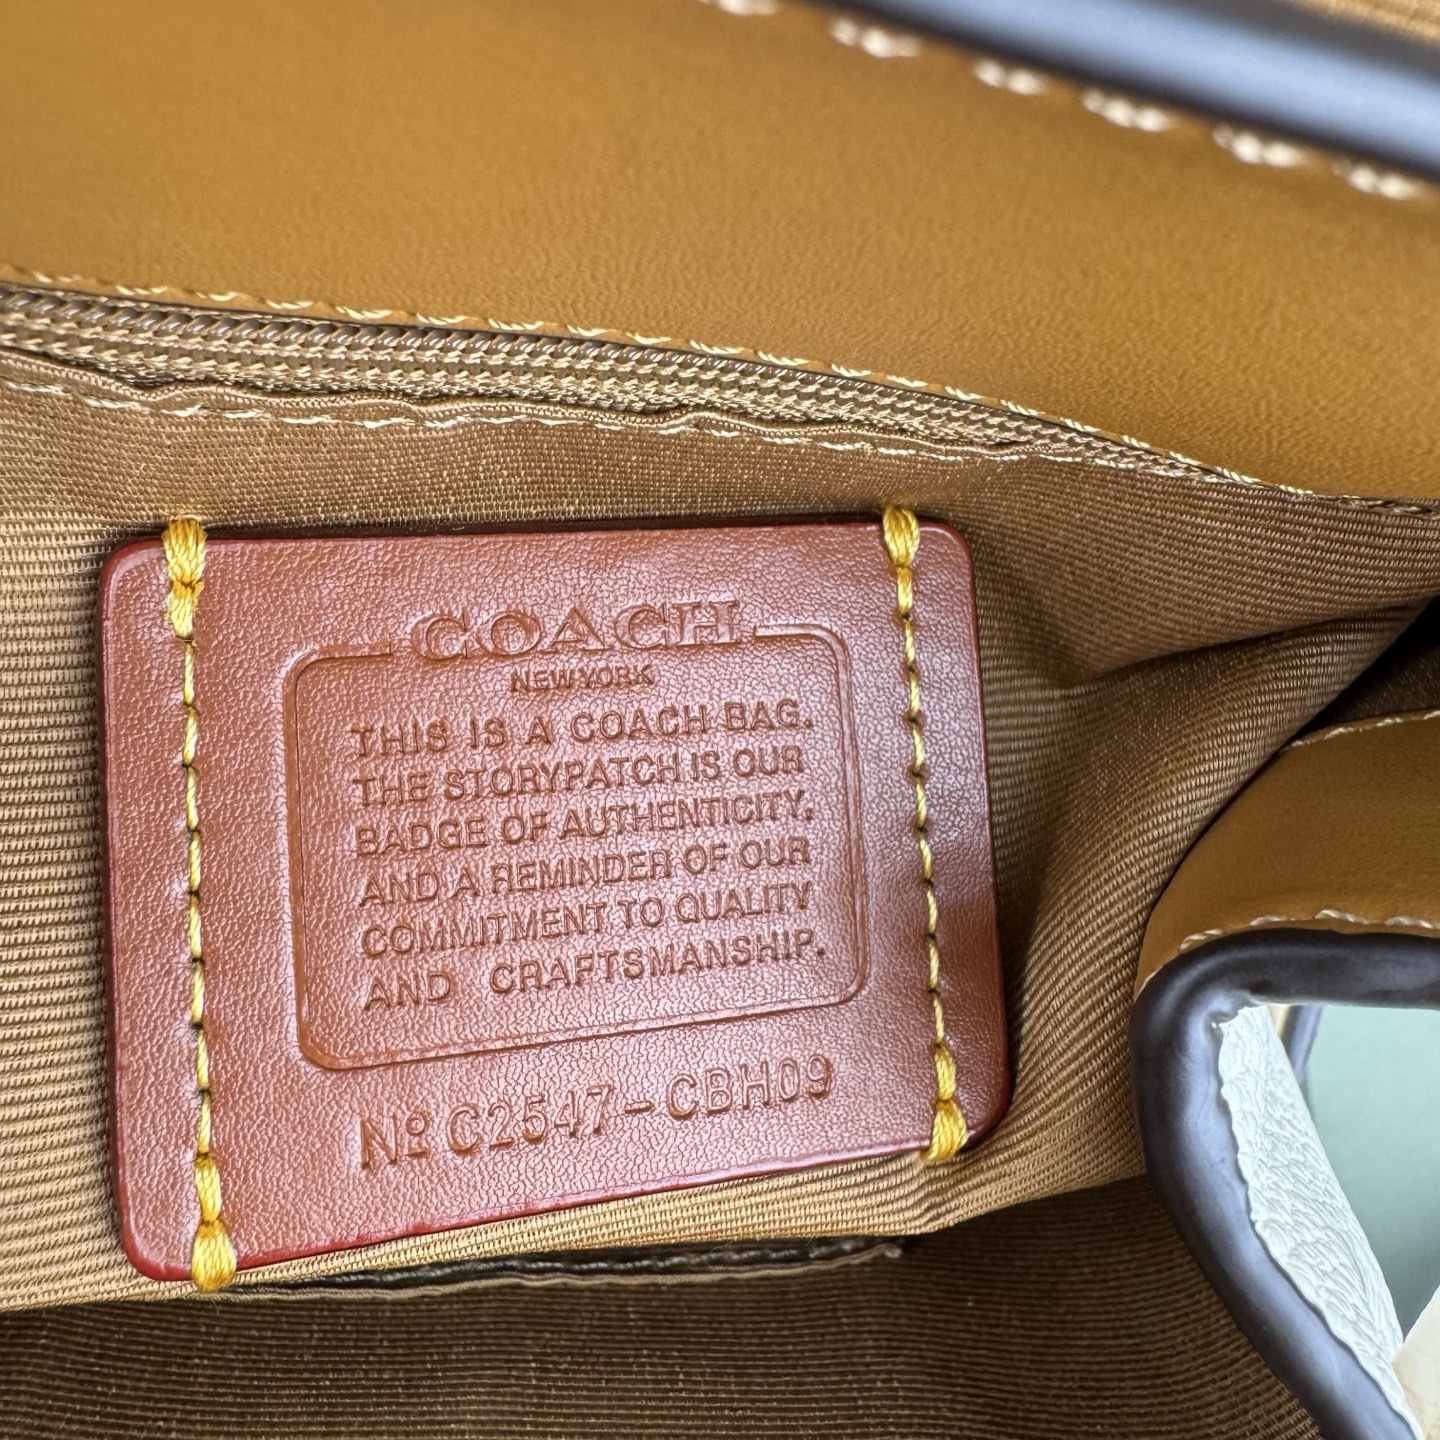 COACH
NEW YORK
THIS IS A COACH BAG.
THE STORYPATCH IS OUR
BADGE OF AUTHENTICITY,
AND A REMINDER OF OUR
COMMITMENT TO QUALITY
AND CRAFTSMANSHIP.
Nº C2547-CBH09